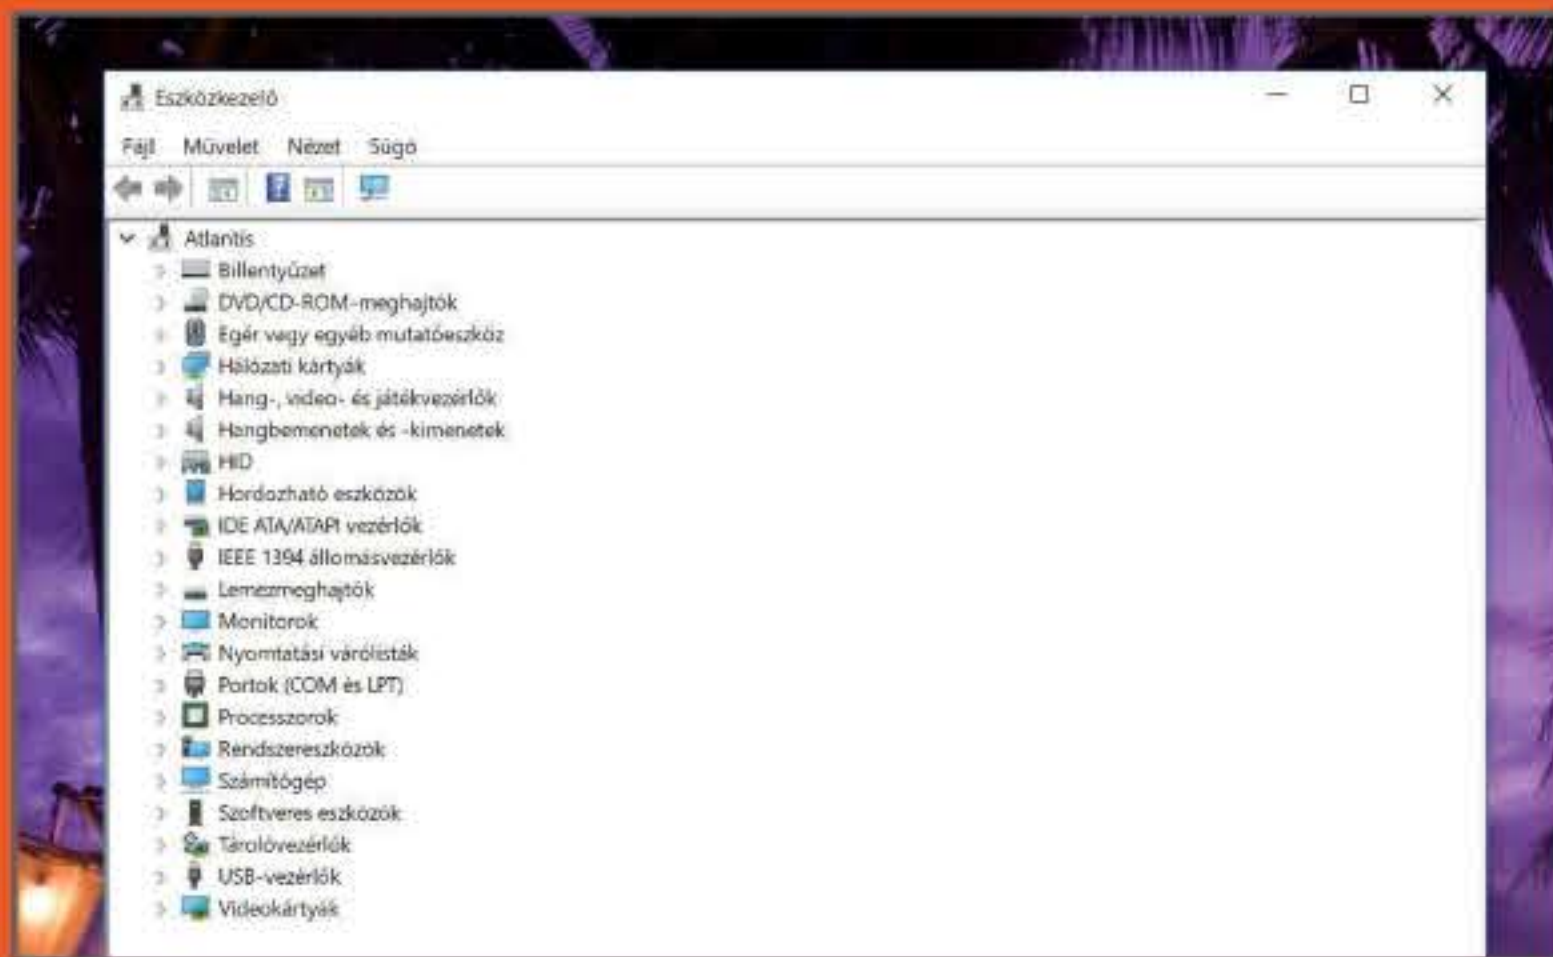 Eszközkezelő
Fájl Művelet Nézet Súgó
Atlantis
Billentyűzet
DVD/CD-ROM-meghajtók
Egér vagy egyéb mutatóeszköz
Hálózati kártyák
Hang-, video- és játékvezérlők
Hangbemenetek és -kimenetek
HID
Hordozható eszközök
IDE ATA/ATAPI vezérlők
IEEE 1394 állomásvezérlők
Lemezmeghajtók
Monitorok
Nyomtatási várólisták
Portok (COM és LPT)
Processzorok
Rendszereszközök
Számítógép
Szoftveres eszközök
Tárolóvezérlők
USB-vezérlők
Videokártyák